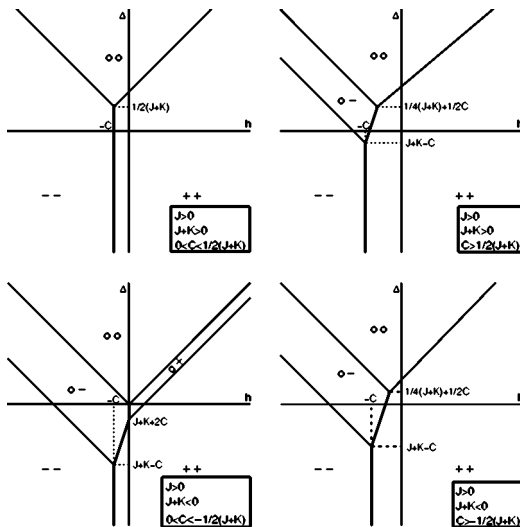 Δ
oo
1/2(J+K)
-C
h
-- ++
J>0
J+K>0
0<C<1/2(J+K)
Δ
oo
o-
1/4(J+K)+1/2C
-C
J+K-C
-- ++
J>0
J+K>0
C>1/2(J+K)
Δ
oo
o-
-C
h
J+K+2C
J+K-C
-- ++
J>0
J+K<0
0<C<-1/2(J+K)
Δ
oo
o-
1/4(J+K)+1/2C
-C
J+K-C
-- ++
J>0
J+K<0
C>-1/2(J+K)